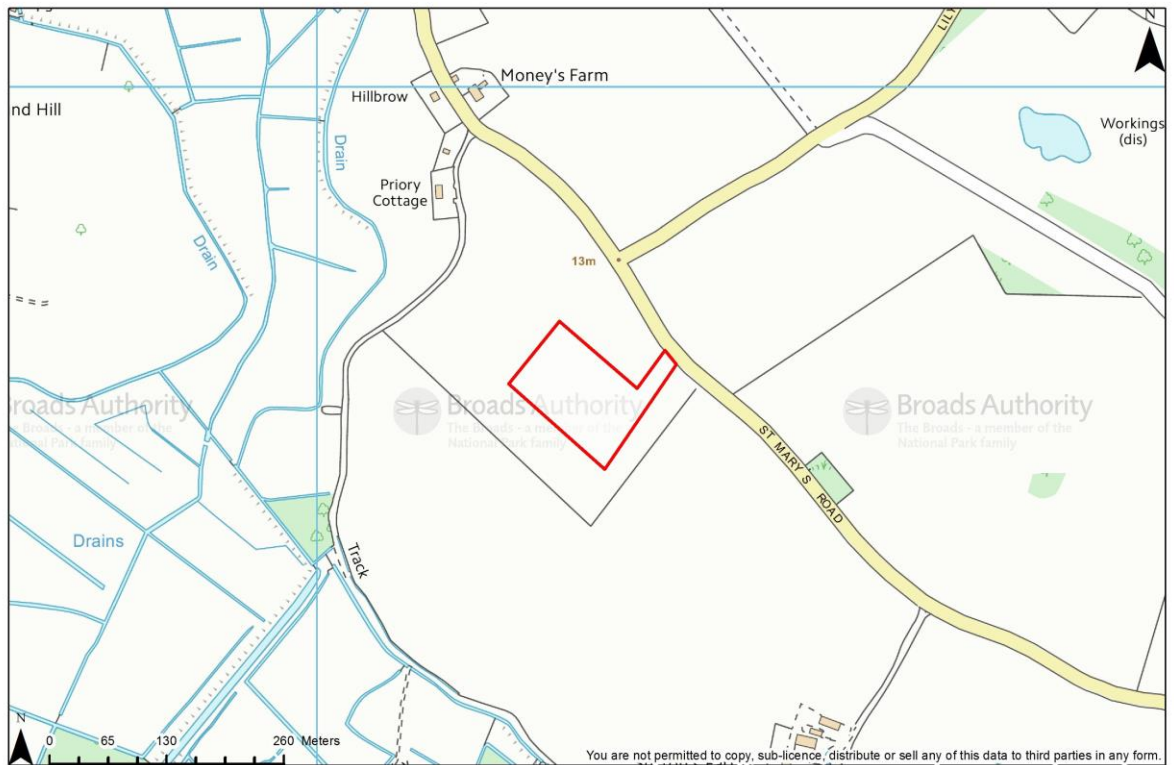 N
LILY
Money's Farm
Hillbrow
nd Hill
Drain
Workings
(dis)
Priory
Cottage
Drain
13m
Broads Authority
The Broads - a member of the
National Park family
Broads Authority
The Broads - a member of the
National Park family
Broads Authority
The Broads - a member of the
National Park family
ST MARY S ROAD
Drains
Track
N
0 65 130 260 Meters
You are not permitted to copy, sub-licence, distribute or sell any of this data to third parties in any form.